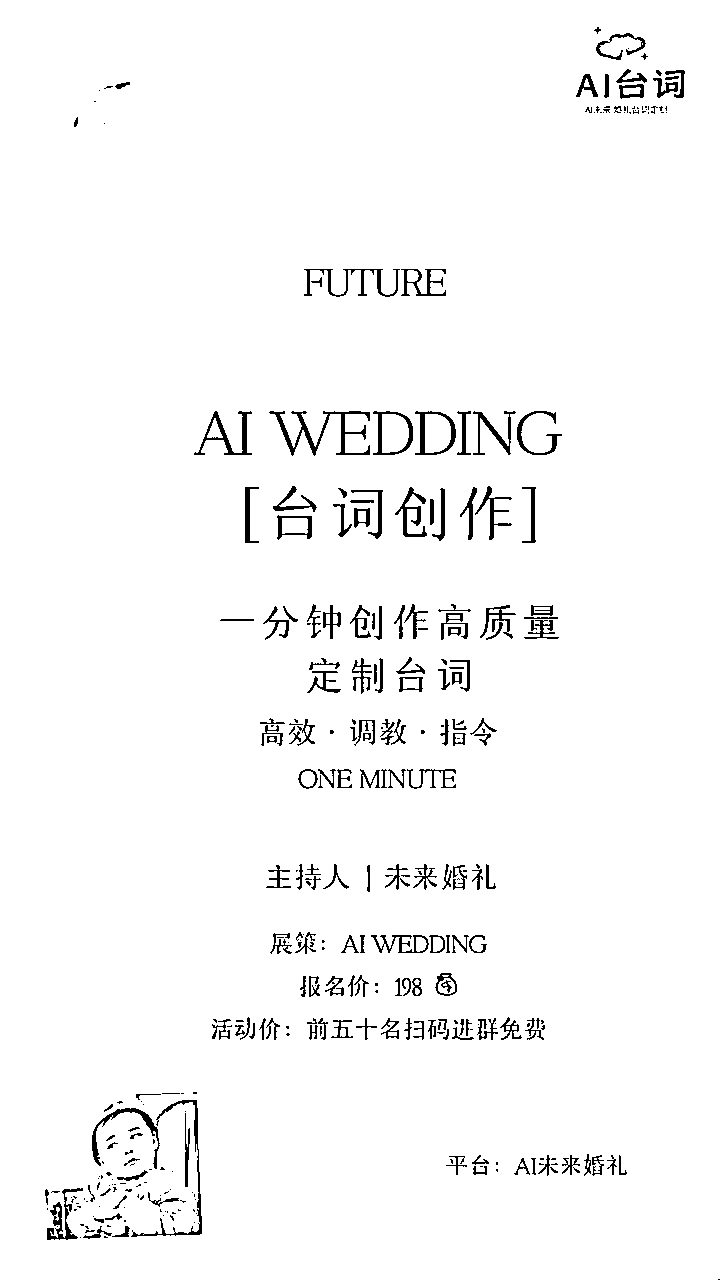 AI台词
AI未来婚礼台词定制
FUTURE
AI WEDDING
[台词创作]
一分钟创作高质量
定制台词
高效·调教·指令
ONE MINUTE
主持人 | 未来婚礼
展策：AI WEDDING
报名价：198
活动价：前五十名扫码进群免费
平台：AI未来婚礼